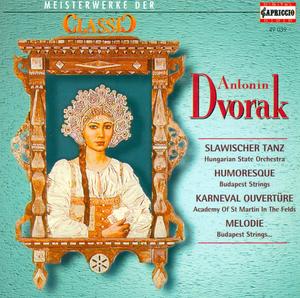 MEISTERWERKE DER
CLASSIC
DIGITAL
CAPRICCIO
49 039
Antonín
Dvorak
SLAWISCHER TANZ
Hungarian State Orchestra
HUMORESQUE
Budapest Strings
KARNEVAL OUVERTÜRE
Academy Of St Martin In The Fields
MELODIE
Budapest Strings...